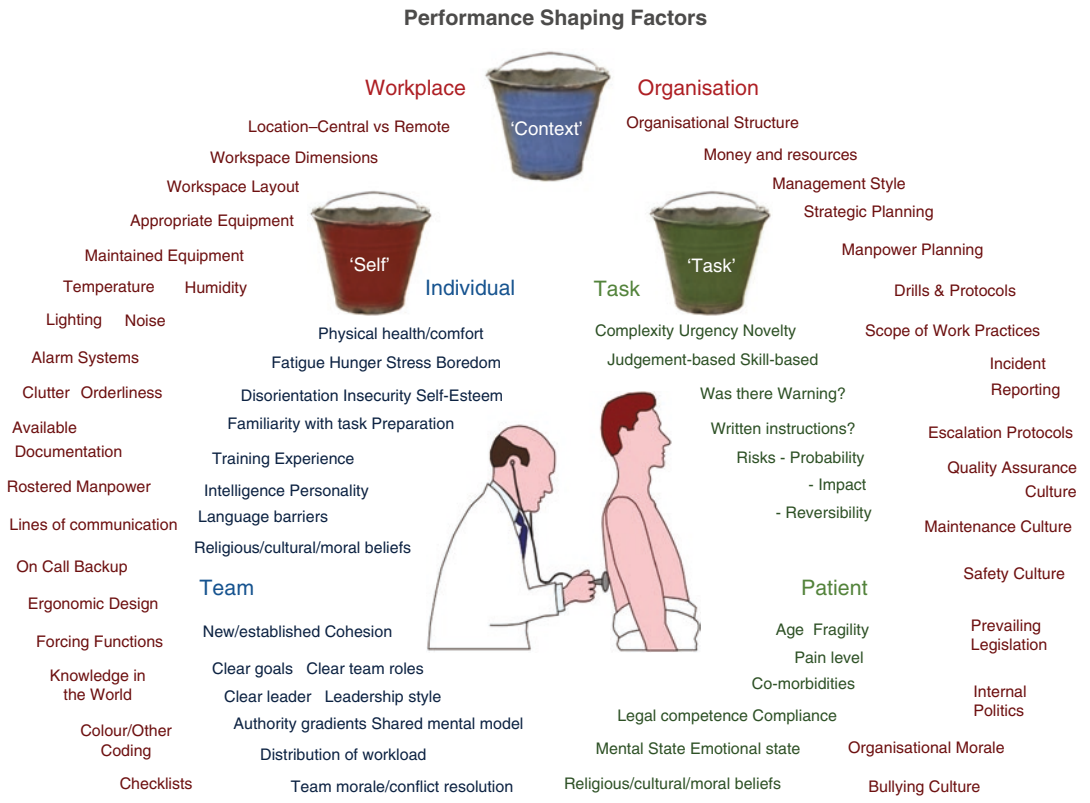 Performance Shaping Factors
Workplace
Location–Central vs Remote
Workspace Dimensions
Workspace Layout
Appropriate Equipment
Maintained Equipment
Temperature Humidity
Lighting Noise
Alarm Systems
Clutter Orderliness
Available
Documentation
Rostered Manpower
Lines of communication
On Call Backup
Ergonomic Design
Forcing Functions
Knowledge in
the World
Colour/Other
Coding
Checklists
‘Context’
Organisation
Organisational Structure
Money and resources
Management Style
Strategic Planning
Manpower Planning
Drills & Protocols
Scope of Work Practices
Incident
Reporting
Escalation Protocols
Quality Assurance
Culture
Maintenance Culture
Safety Culture
Prevailing
Legislation
Internal
Politics
Organisational Morale
Bullying Culture
‘Self’
Individual
Physical health/comfort
Fatigue Hunger Stress Boredom
Disorientation Insecurity Self-Esteem
Familiarity with task Preparation
Training Experience
Intelligence Personality
Language barriers
Religious/cultural/moral beliefs
Team
New/established Cohesion
Clear goals Clear team roles
Clear leader Leadership style
Authority gradients Shared mental model
Distribution of workload
Team morale/conflict resolution
‘Task’
Task
Complexity Urgency Novelty
Judgement-based Skill-based
Was there Warning?
Written instructions?
Risks - Probability
- Impact
- Reversibility
Patient
Age Fragility
Pain level
Co-morbidities
Legal competence Compliance
Mental State Emotional state
Religious/cultural/moral beliefs